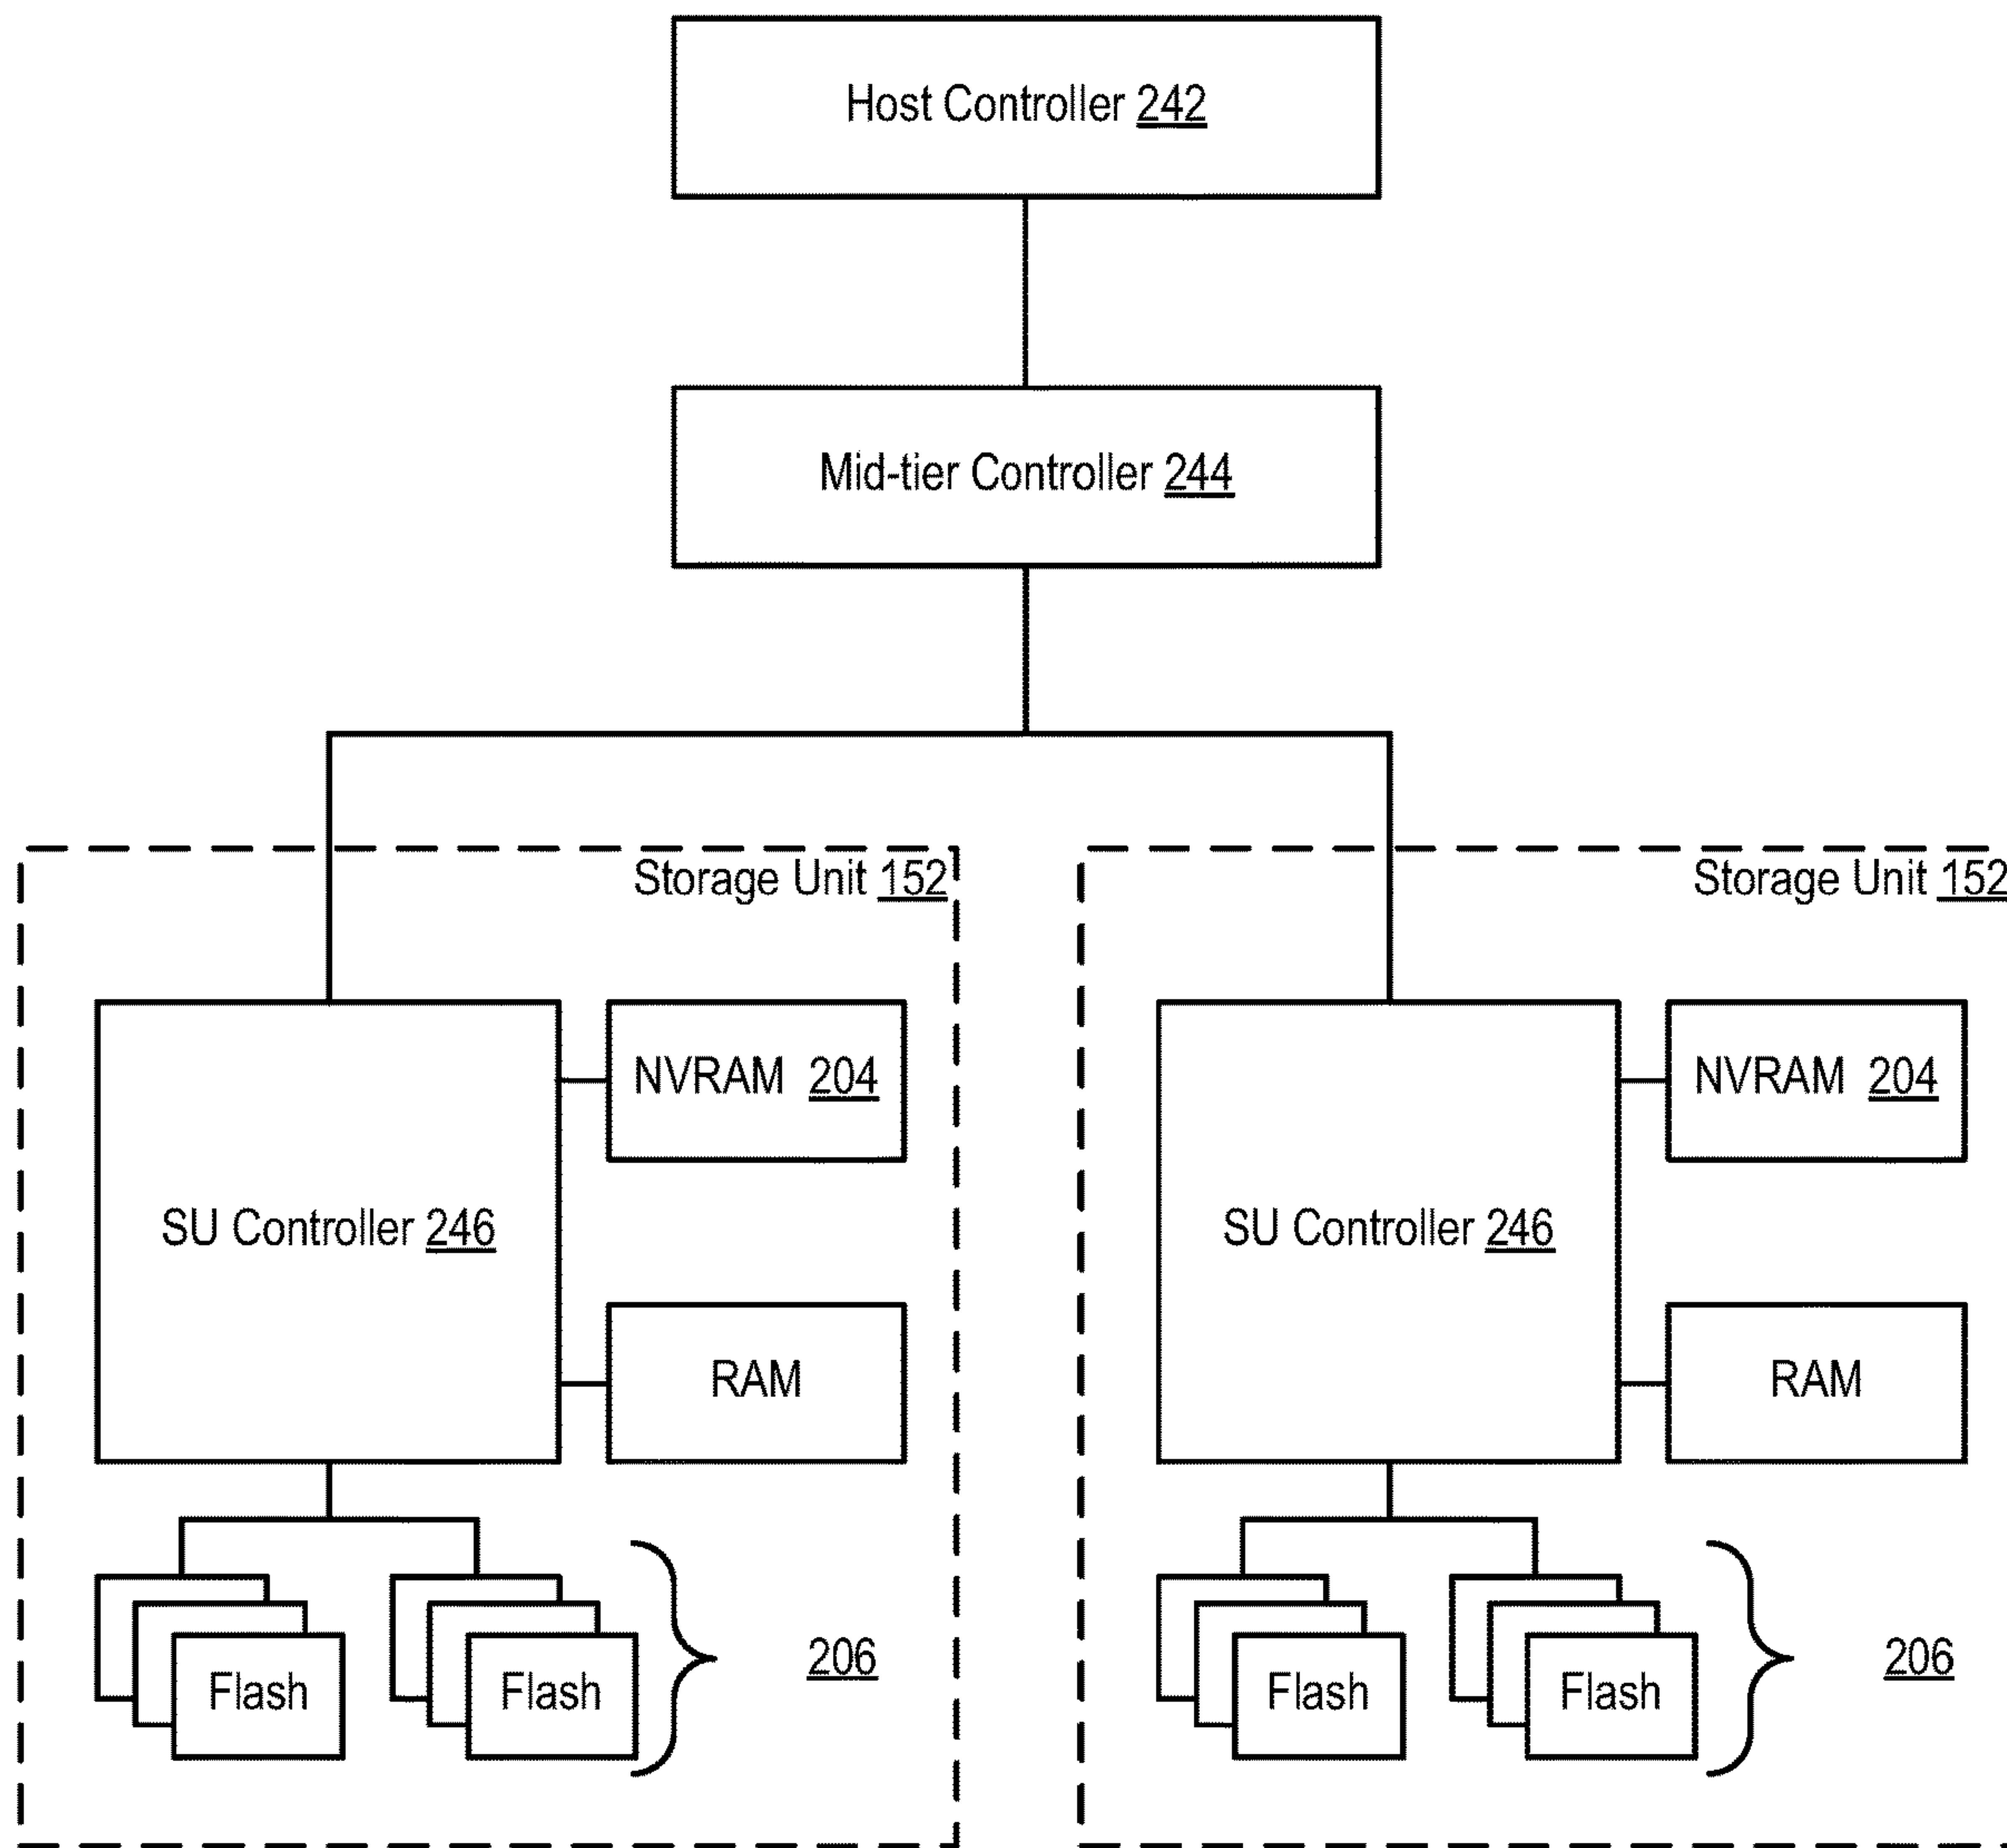 Host Controller 242
Mid-tier Controller 244
Storage Unit 152
Storage Unit 152
NVRAM 204
NVRAM 204
SU Controller 246
SU Controller 246
RAM
RAM
206
206
Flash
Flash
Flash
Flash